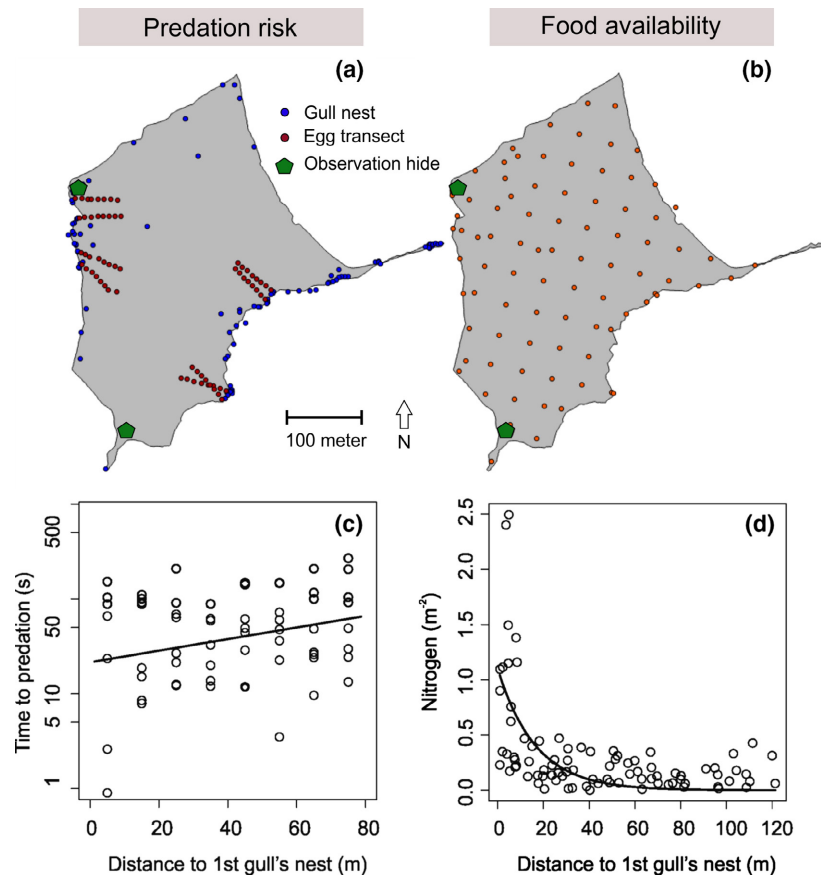 Predation risk
Food availability
(a)
(b)
Gull nest
Egg transect
Observation hide
100 meter
N
(c)
500
50
10
5
1
Time to predation (s)
0 20 40 60 80
Distance to 1st gull's nest (m)
(d)
2.5
2.0
1.5
1.0
0.5
0.0
Nitrogen (m-2)
0 20 40 60 80 100 120
Distance to 1st gull's nest (m)